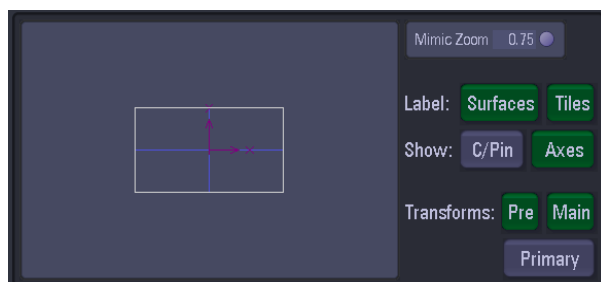 Mimic Zoom 0.75
Label: Surfaces Tiles
Show: C/Pin Axes
X
Transforms: Pre Main
Primary